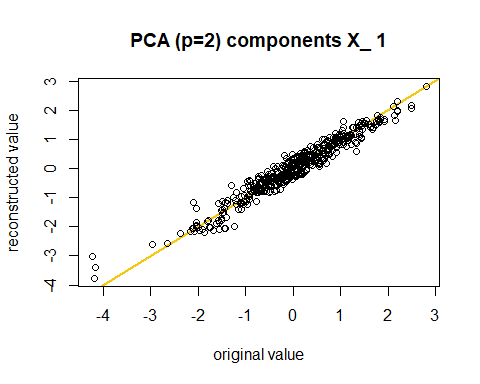 PCA (p=2) components X_ 1
reconstructed value
3
2
1
0
-1
-2
-3
-4
-4 -3 -2 -1 0 1 2 3
original value